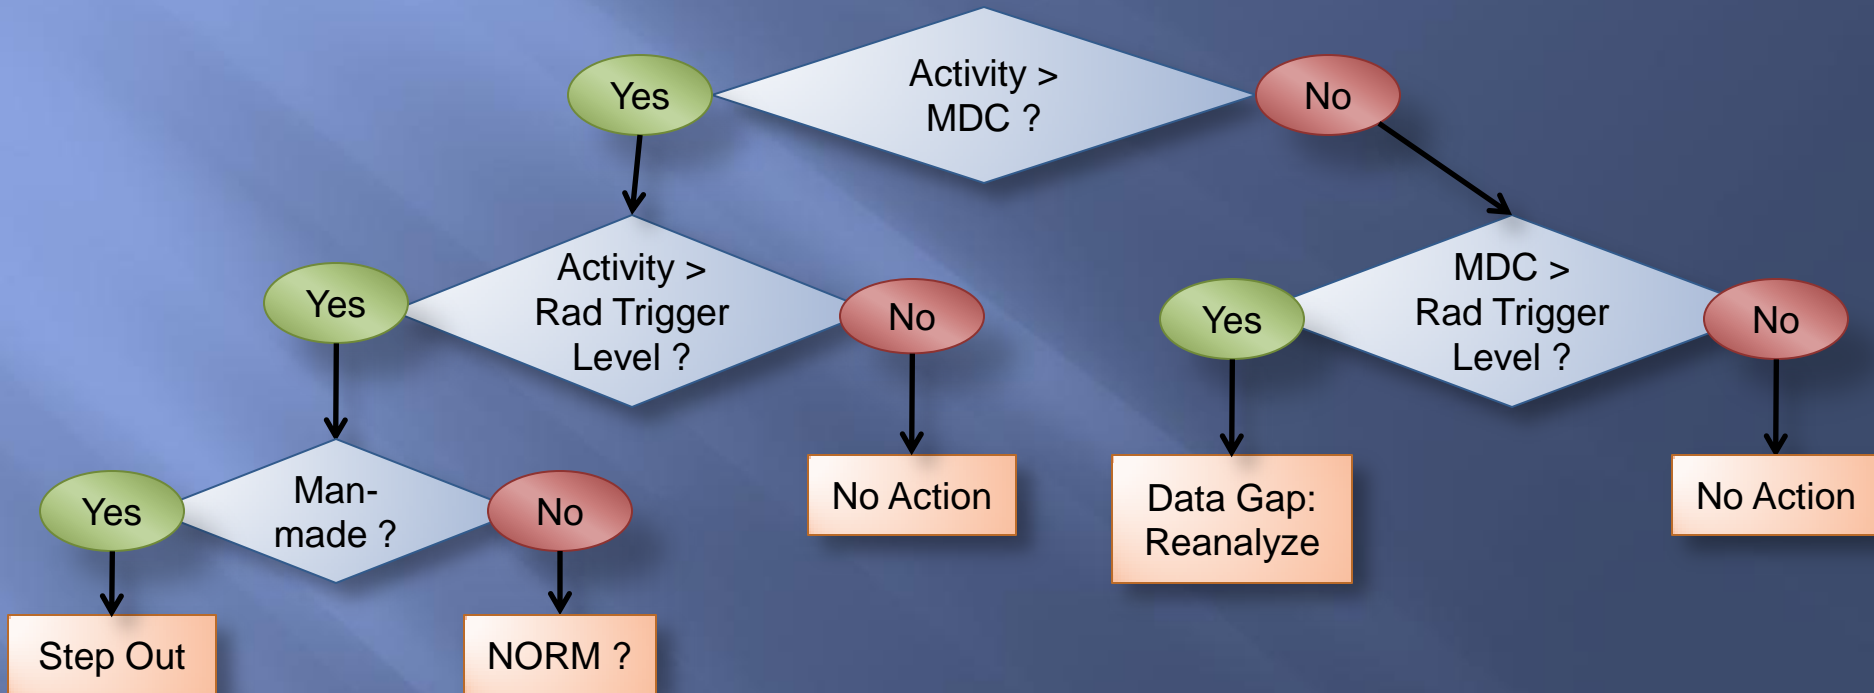 Activity >
MDC ?
Yes
No
Activity >
Rad Trigger
Level ?
Yes
No
MDC >
Rad Trigger
Level ?
Yes
No
Man-
made ?
Yes
No
No Action
Data Gap:
Reanalyze
No Action
Step Out
NORM ?